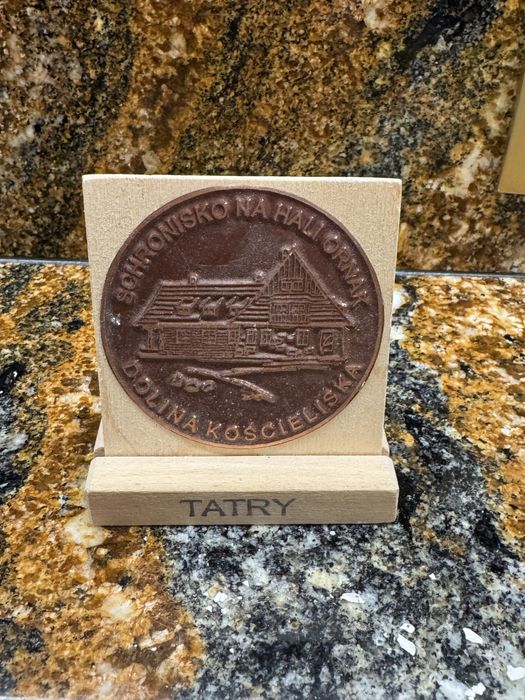 SCHRONISKO NA HALI ORNAK
DOLINA KOŚCIELISKA
TATRY